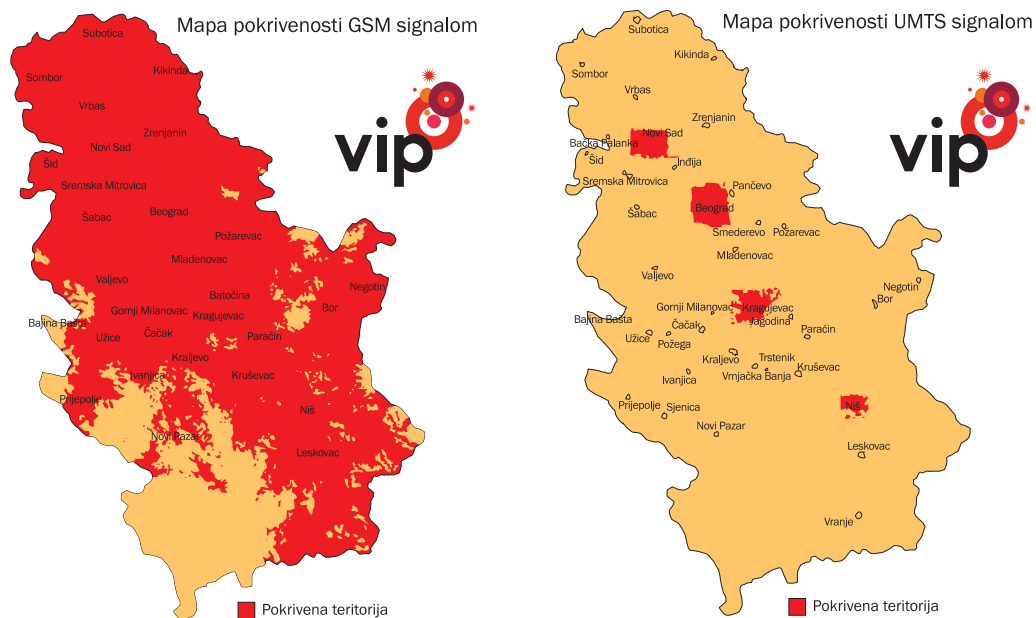 Mapa pokrivenosti GSM signalom
vip
Subotica
Kikinda
Sombor
Vrbas
Zrenjanin
Novi Sad
Šid
Sremska Mitrovica
Šabac
Beograd
Požarevac
Mladenovac
Valjevo
Negotin
Batočina
Gornji Milanovac
Kragujevac
Bor
Bajina Bašta
Užice
Čačak
Paraćin
Kraljevo
Ivanjica
Kruševac
Prijepolje
Niš
Novi Pazar
Leskovac
Pokrivena teritorija
Mapa pokrivenosti UMTS signalom
vip
Subotica
Kikinda
Sombor
Vrbas
Zrenjanin
Novi Sad
Bačka Palanka
Šid
Inđija
Sremska Mitrovica
Pančevo
Šabac
Beograd
Smederevo
Požarevac
Mladenovac
Valjevo
Negotin
Bor
Gornji Milanovac
Kragujevac
Bajina Bašta
Jagodina
Čačak
Paraćin
Užice
Požega
Kraljevo
Trstenik
Kruševac
Vrnjačka Banja
Ivanjica
Prijepolje
Sjenica
Niš
Novi Pazar
Leskovac
Vranje
Pokrivena teritorija